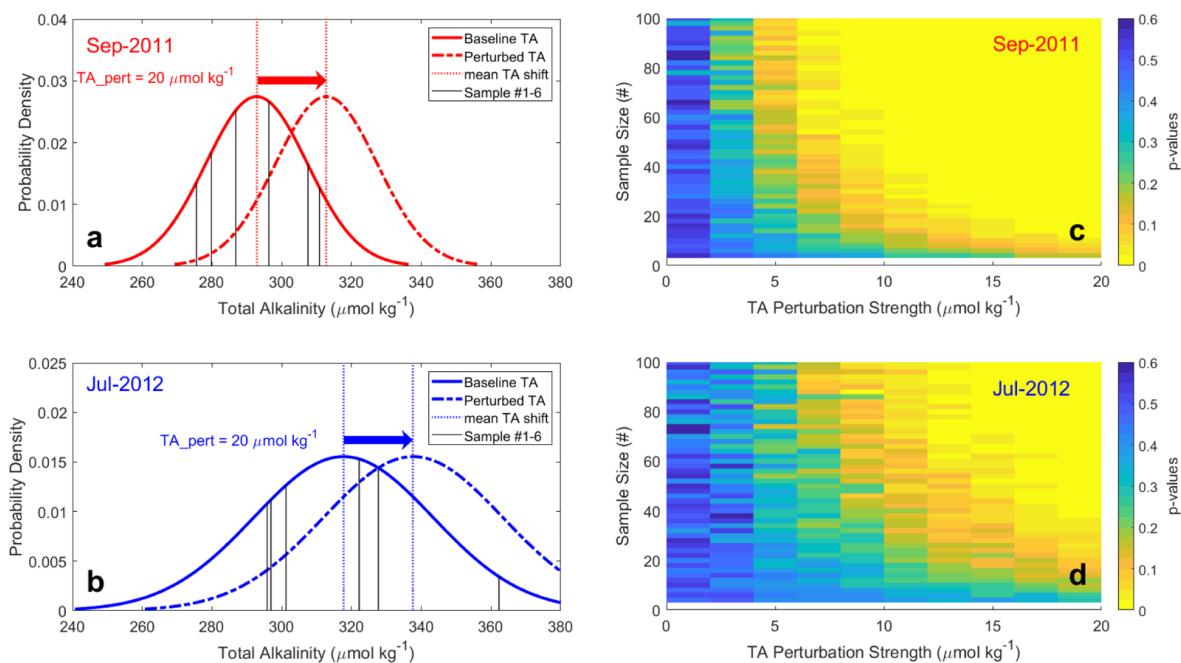 Sep-2011
TA_pert = 20 μmol kg-1
Baseline TA
Perturbed TA
mean TA shift
Sample #1-6
a
Probability Density
0.04
0.03
0.02
0.01
0
240 260 280 300 320 340 360 380
Total Alkalinity (μmol kg-1)
Sep-2011
c
Sample Size (#)
100
80
60
40
20
0
0 5 10 15 20
TA Perturbation Strength (μmol kg-1)
0.6
0.5
0.4
0.3
0.2
0.1
0
p-values
Jul-2012
TA_pert = 20 μmol kg-1
Baseline TA
Perturbed TA
mean TA shift
Sample #1-6
b
Probability Density
0.025
0.02
0.015
0.01
0.005
0
240 260 280 300 320 340 360 380
Total Alkalinity (μmol kg-1)
Jul-2012
d
Sample Size (#)
100
80
60
40
20
0
0 5 10 15 20
TA Perturbation Strength (μmol kg-1)
0.6
0.5
0.4
0.3
0.2
0.1
0
p-values